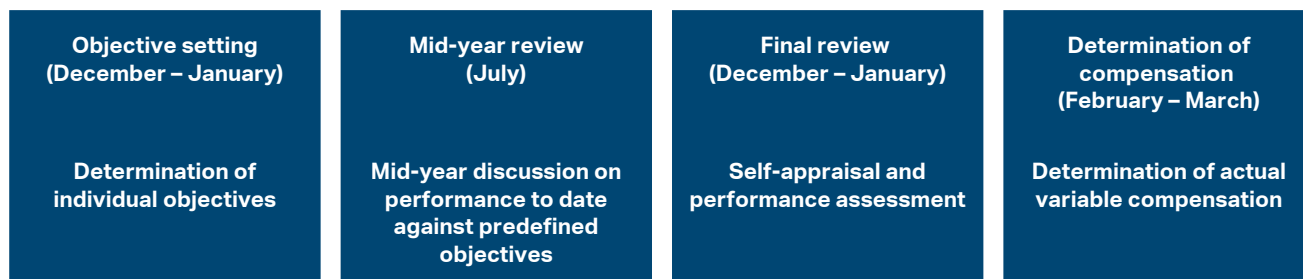 Objective setting
(December – January)
Determination of
individual objectives
Mid-year review
(July)
Mid-year discussion on
performance to date
against predefined
objectives
Final review
(December – January)
Self-appraisal and
performance assessment
Determination of
compensation
(February – March)
Determination of actual
variable compensation